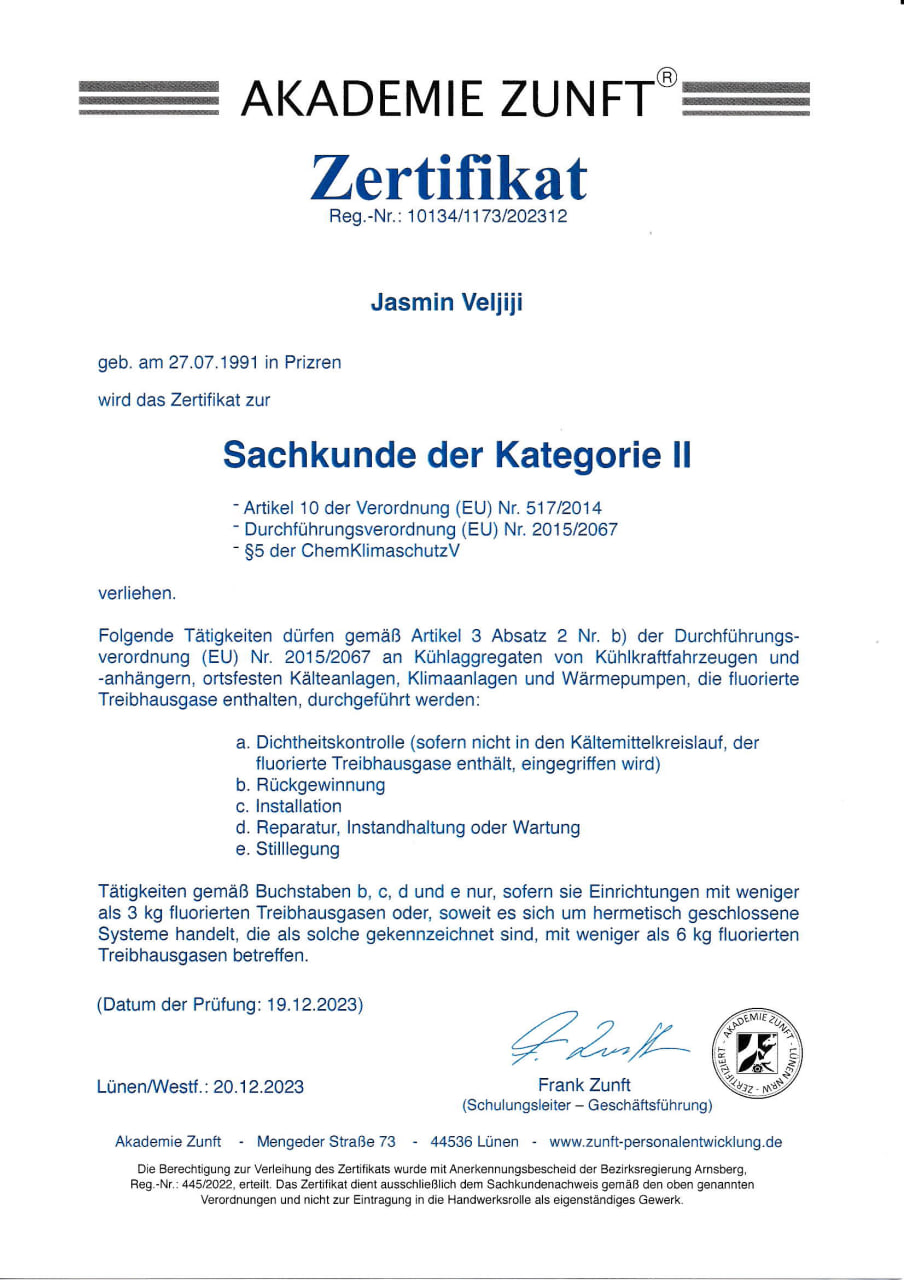 AKADEMIE ZUNFT®
Zertifikat
Reg.-Nr.: 10134/1173/202312
Jasmin Veljiji
geb. am 27.07.1991 in Prizren
wird das Zertifikat zur
Sachkunde der Kategorie II
- Artikel 10 der Verordnung (EU) Nr. 517/2014
- Durchführungsverordnung (EU) Nr. 2015/2067
- §5 der ChemKlimaschutzV
verliehen.
Folgende Tätigkeiten dürfen gemäß Artikel 3 Absatz 2 Nr. b) der Durchführungs-
verordnung (EU) Nr. 2015/2067 an Kühlaggregaten von Kühlkraftfahrzeugen und
-anhängern, ortsfesten Kälteanlagen, Klimaanlagen und Wärmepumpen, die fluorierte
Treibhausgase enthalten, durchgeführt werden:
a. Dichtheitskontrolle (sofern nicht in den Kältemittelkreislauf, der
fluorierte Treibhausgase enthält, eingegriffen wird)
b. Rückgewinnung
c. Installation
d. Reparatur, Instandhaltung oder Wartung
e. Stilllegung
Tätigkeiten gemäß Buchstaben b, c, d und e nur, sofern sie Einrichtungen mit weniger
als 3 kg fluorierten Treibhausgasen oder, soweit es sich um hermetisch geschlossene
Systeme handelt, die als solche gekennzeichnet sind, mit weniger als 6 kg fluorierten
Treibhausgasen betreffen.
(Datum der Prüfung: 19.12.2023)
F. Zunft
AKADEMIE ZUNFT - LÜNEN NRW - ZERTIFIZIERT -
Lünen/Westf.: 20.12.2023
Frank Zunft
(Schulungsleiter – Geschäftsführung)
Akademie Zunft - Mengeder Straße 73 - 44536 Lünen - www.zunft-personalentwicklung.de
Die Berechtigung zur Verleihung des Zertifikats wurde mit Anerkennungsbescheid der Bezirksregierung Arnsberg,
Reg.-Nr.: 445/2022, erteilt. Das Zertifikat dient ausschließlich dem Sachkundenachweis gemäß den oben genannten
Verordnungen und nicht zur Eintragung in die Handwerksrolle als eigenständiges Gewerk.